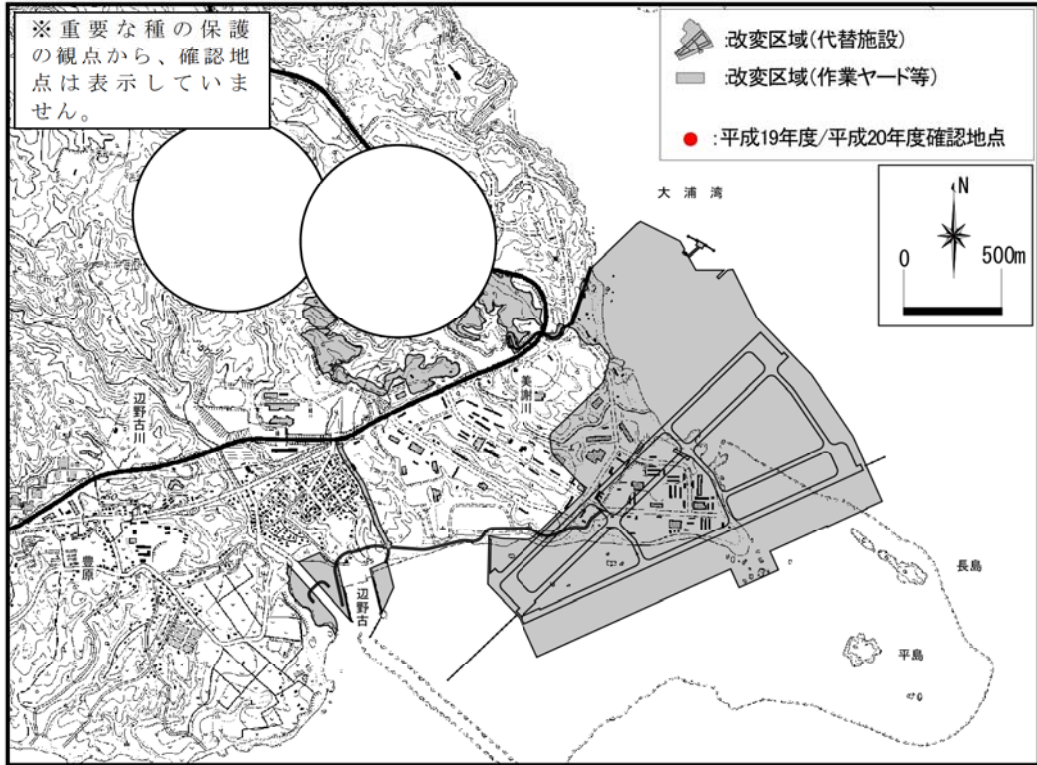 ※重要な種の保護
の観点から、確認地
点は表示していま
せん。
:改変区域(代替施設)
:改変区域(作業ヤード等)
:平成19年度/平成20年度確認地点
大浦湾
N
0 500m
辺野古川
美謝川
豊原
辺野古
長島
平島